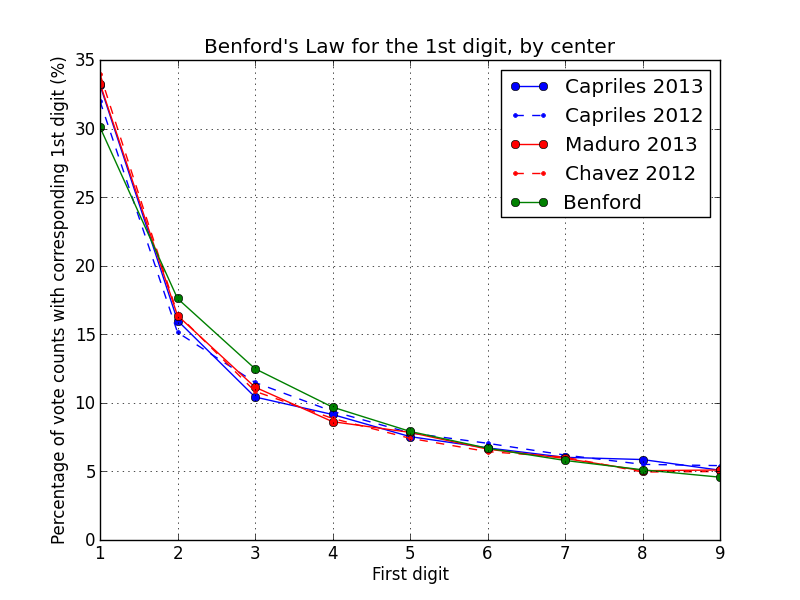 Benford's Law for the 1st digit, by center
Percentage of vote counts with corresponding 1st digit (%)
35
30
25
20
15
10
5
0
Capriles 2013
Capriles 2012
Maduro 2013
Chavez 2012
Benford
1 2 3 4 5 6 7 8 9
First digit